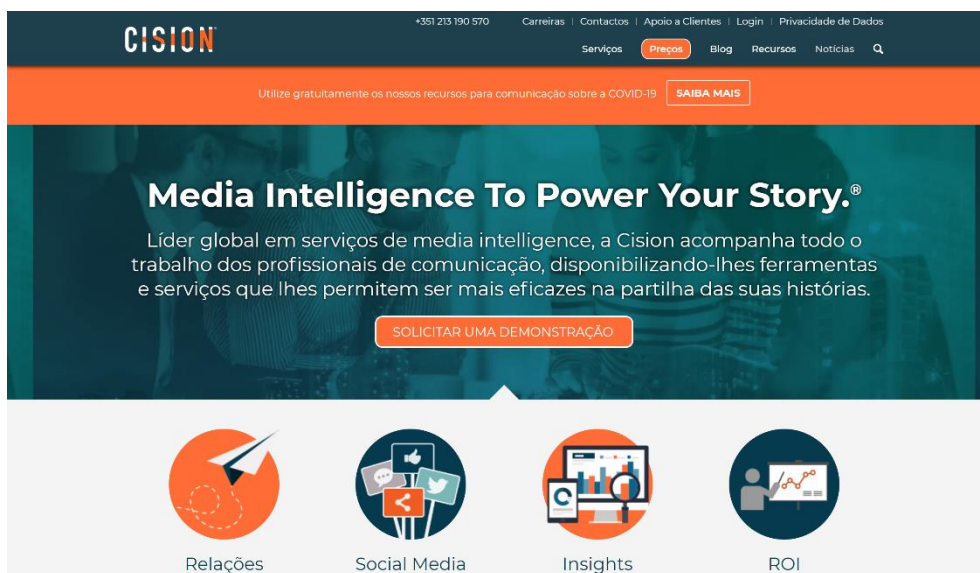 +351 213 190 570 Carreiras | Contactos | Apoio a Clientes | Login | Privacidade de Dados
CISION
Serviços Preços Blog Recursos Notícias
Utilize gratuitamente os nossos recursos para comunicação sobre a COVID-19 SAIBA MAIS
Media Intelligence To Power Your Story.®
Líder global em serviços de media intelligence, a Cision acompanha todo o
trabalho dos profissionais de comunicação, disponibilizando-lhes ferramentas
e serviços que lhes permitem ser mais eficazes na partilha das suas histórias.
SOLICITAR UMA DEMONSTRAÇÃO
Relações Social Media Insights ROI